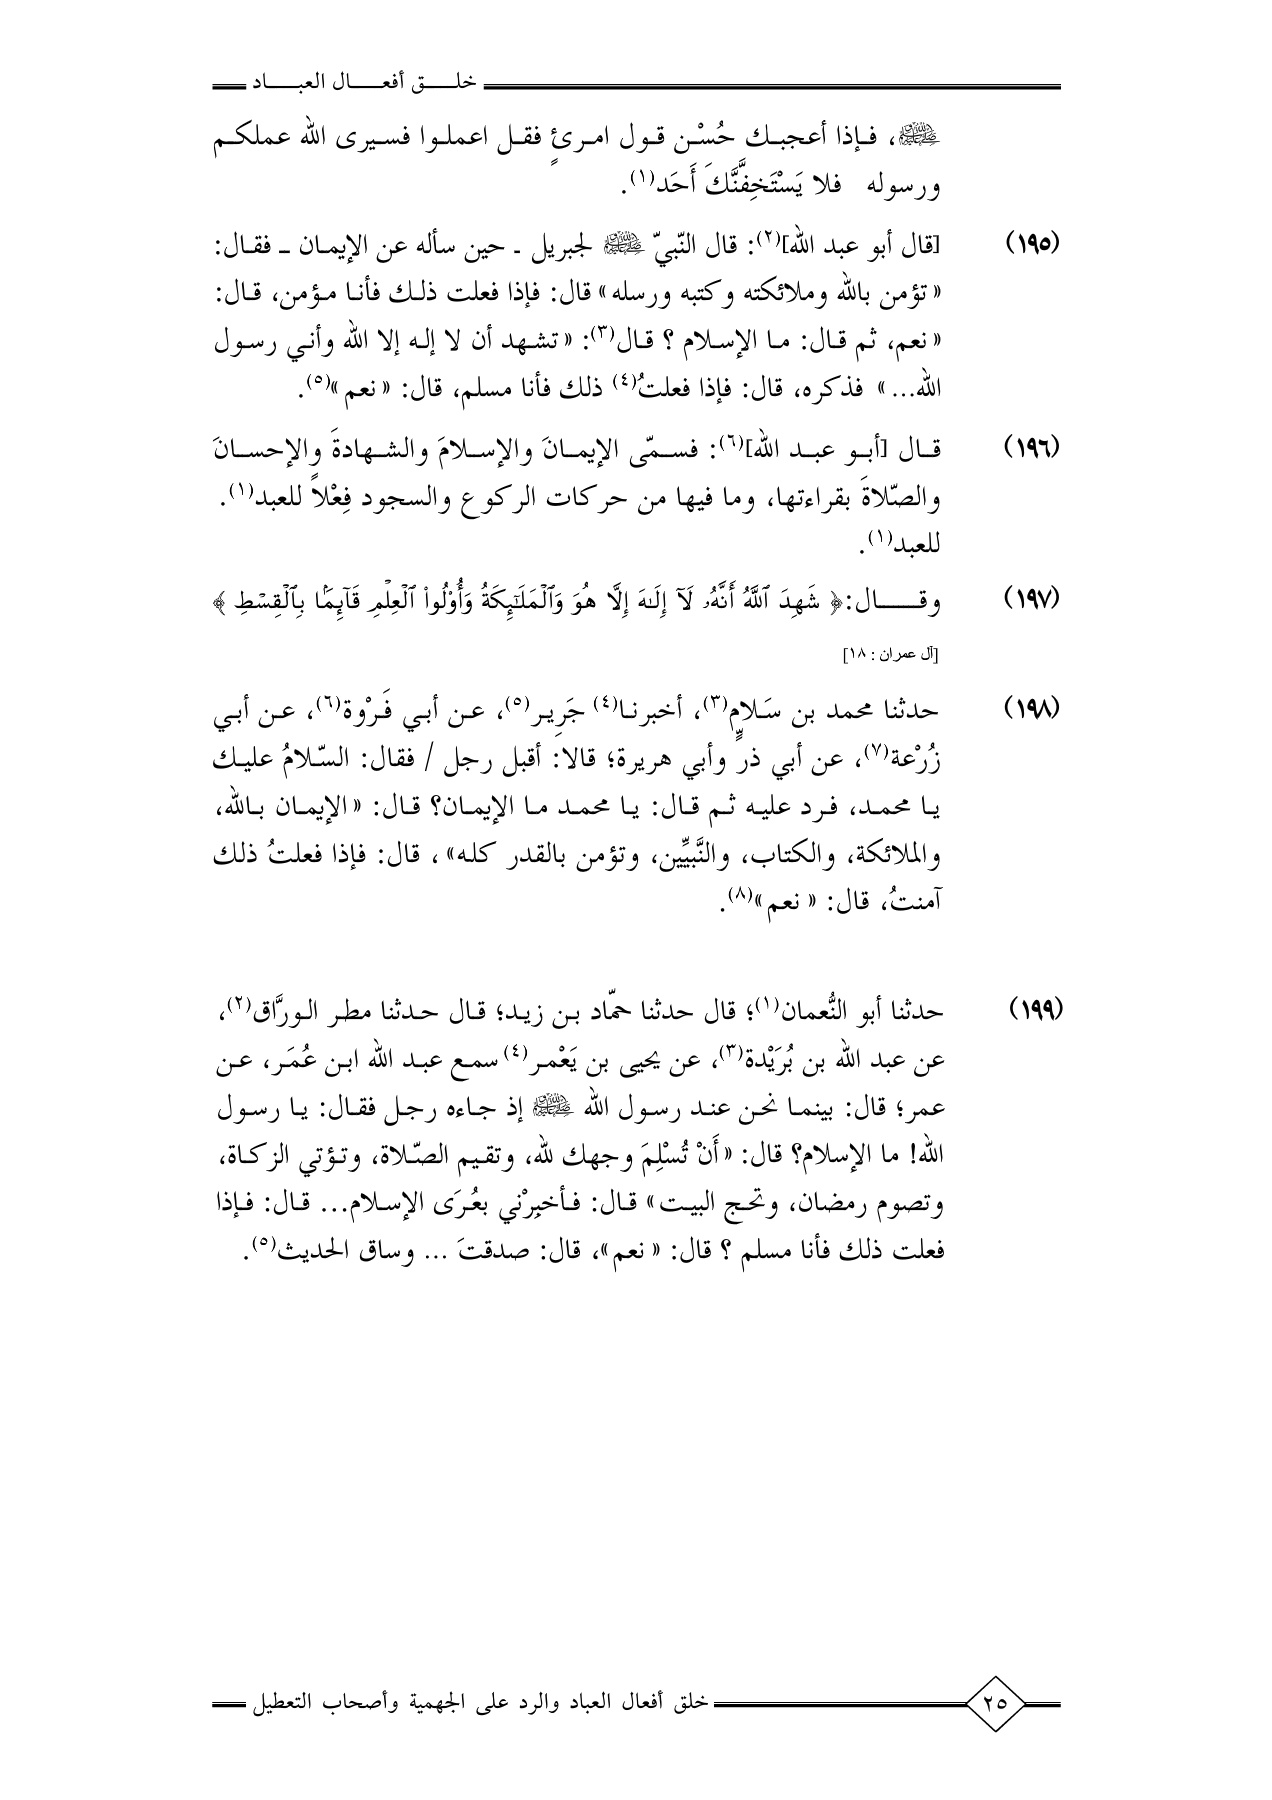 خلق أفعال العباد
ﷺ، فإذا أعجبك حُسْن قول امرئٍ فقل اعملوا فسيرى الله عملكم
ورسوله فلا يَسْتَخِفَّنَّكَ أَحَد(١).
(١٩٥) [قال أبو عبد الله](٢): قال النّبيّ ﷺ لجبريل ـ حين سأله عن الإيمان ــ فقال:
«تؤمن بالله وملائكته وكتبه ورسله» قال: فإذا فعلت ذلك فأنا مؤمن، قال:
«نعم، ثم قال: ما الإسلام ؟ قال(٣): «تشهد أن لا إله إلا الله وأني رسول
الله...» فذكره، قال: فإذا فعلتُ(٤) ذلك فأنا مسلم، قال: «نعم»(٥).
(١٩٦) قال [أبو عبد الله](٦): فسمّى الإيمانَ والإسلامَ والشهادةَ والإحسانَ
والصّلاةَ بقراءتها، وما فيها من حركات الركوع والسجود فِعْلاً للعبد(١).
للعبد(١).
(١٩٧) وقال:﴿ شَهِدَ ٱللَّهُ أَنَّهُۥ لَآ إِلَـٰهَ إِلَّا هُوَ وَٱلْمَلَـٰٓئِكَةُ وَأُو۟لُوا۟ ٱلْعِلْمِ قَآئِمًۢا بِٱلْقِسْطِ ﴾
[آل عمران : ١٨]
(١٩٨) حدثنا محمد بن سَلامٍ(٣)، أخبرنا(٤) جَرِير(٥)، عن أبي فَرْوة(٦)، عن أبي
زُرْعة(٧)، عن أبي ذرٍّ وأبي هريرة؛ قالا: أقبل رجل / فقال: السّلامُ عليك
يا محمد، فرد عليه ثم قال: يا محمد ما الإيمان؟ قال: «الإيمان بالله،
والملائكة، والكتاب، والنَّبيِّين، وتؤمن بالقدر كله» ، قال: فإذا فعلتُ ذلك
آمنتُ، قال: «نعم»(٨).
(١٩٩) حدثنا أبو النُّعمان(١)؛ قال حدثنا حمّاد بن زيد؛ قال حدثنا مطر الورَّاق(٢)،
عن عبد الله بن بُرَيْدة(٣)، عن يحيى بن يَعْمر(٤) سمع عبد الله ابن عُمَر، عن
عمر؛ قال: بينما نحن عند رسول الله ﷺ إذ جاءه رجل فقال: يا رسول
الله! ما الإسلام؟ قال: «أَنْ تُسْلِمَ وجهك لله، وتقيم الصّلاة، وتؤتي الزكاة،
وتصوم رمضان، وتحج البيت» قال: فأخبِرْني بعُرَى الإسلام... قال: فإذا
فعلت ذلك فأنا مسلم ؟ قال: «نعم»، قال: صدقتَ ... وساق الحديث(٥).
خلق أفعال العباد والرد على الجهمية وأصحاب التعطيل ٢٥